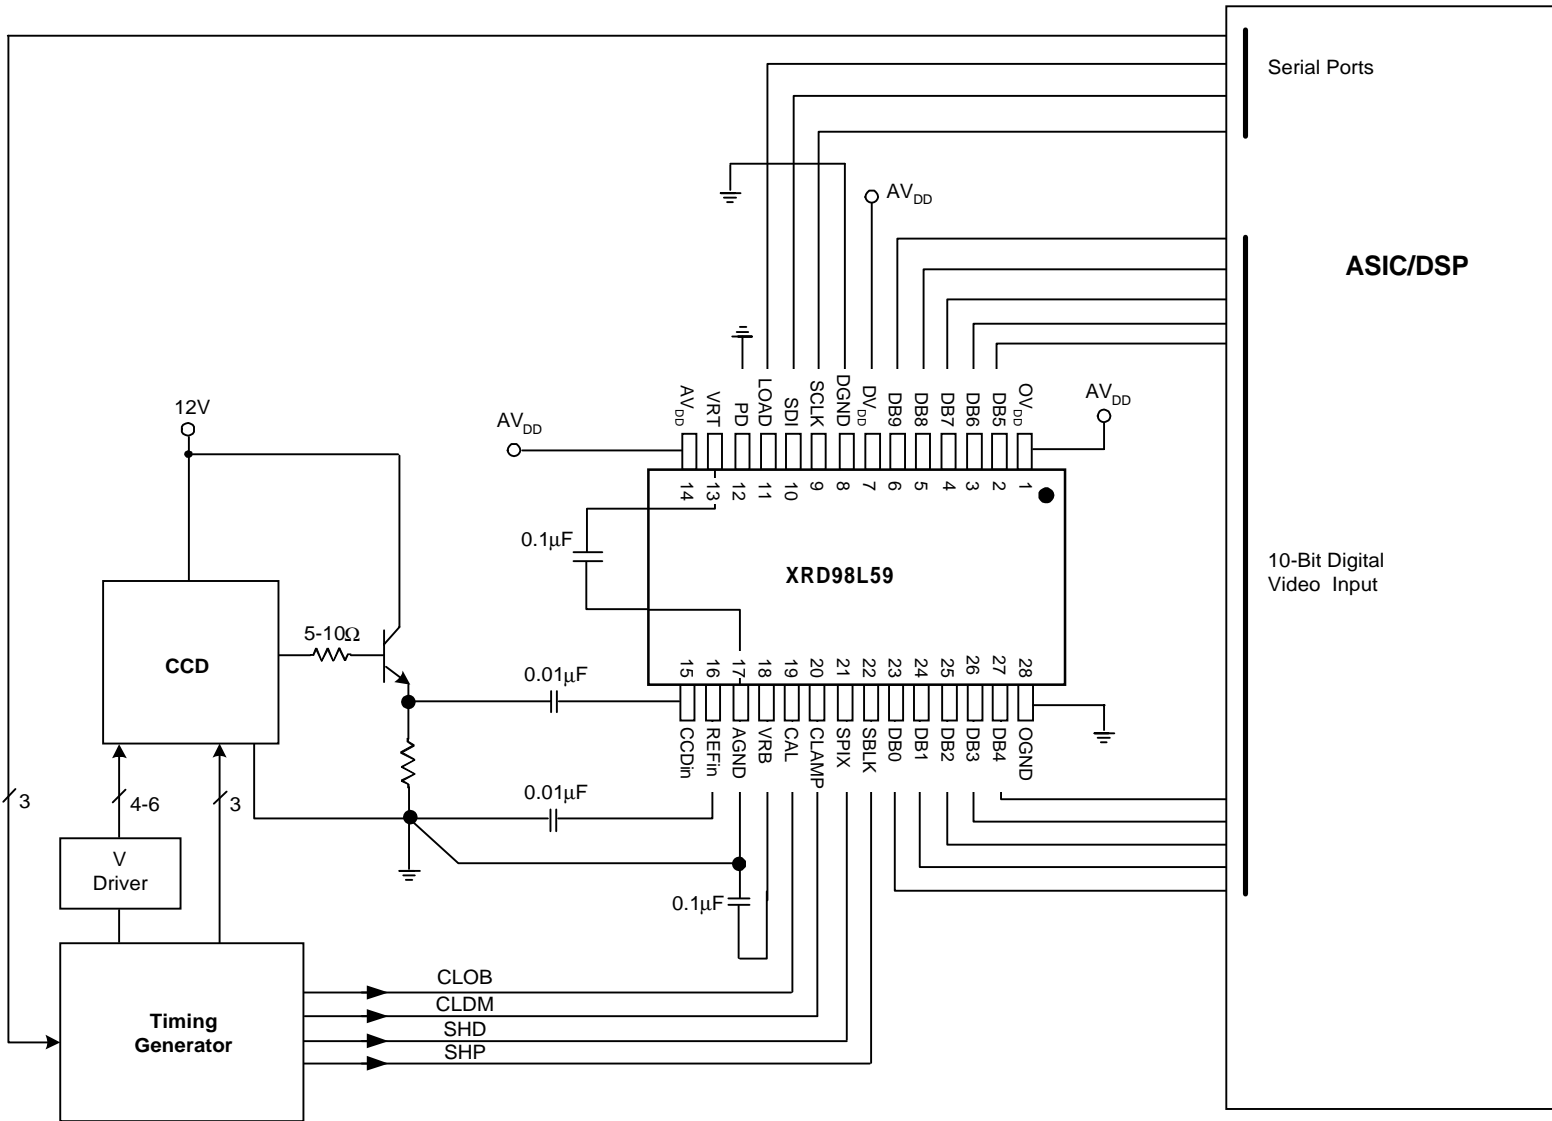 Serial Ports
AVDD
ASIC/DSP
12V
AVDD
AVDD
AVDD
VRT
PD
LOAD
SDI
SCLK
DGND
DVDD
DB9
DB8
DB7
DB6
DB5
OVDD
14
13
12
11
10
9
8
7
6
5
4
3
2
1
0.1µF
XRD98L59
10-Bit Digital
Video Input
CCD
5-10Ω
0.01µF
15
16
17
18
19
20
21
22
23
24
25
26
27
28
CCDin
REFin
AGND
VRB
CAL
CLAMP
SPIX
SBLK
DB0
DB1
DB2
DB3
DB4
OGND
3
4-6
3
0.01µF
V
Driver
0.1µF
CLOB
CLDM
SHD
SHP
Timing
Generator